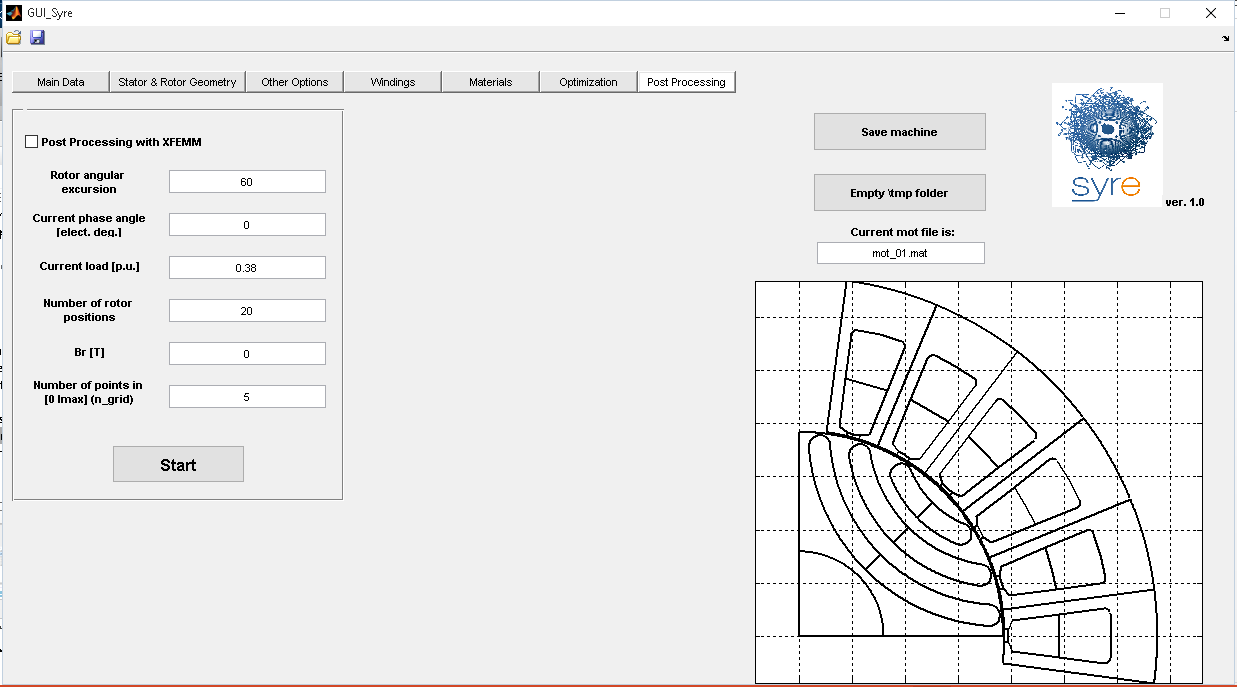 GUI_Syre
Main Data
Stator & Rotor Geometry
Other Options
Windings
Materials
Optimization
Post Processing
Post Processing with XFEMM
Rotor angular
excursion
60
Current phase angle
[elect. deg.]
0
Current load [p.u.]
0.38
Number of rotor
positions
20
Br [T]
0
Number of points in
[0 Imax] (n_grid)
5
Start
Save machine
Empty \tmp folder
Current mot file is:
mot_01.mat
syre
ver. 1.0